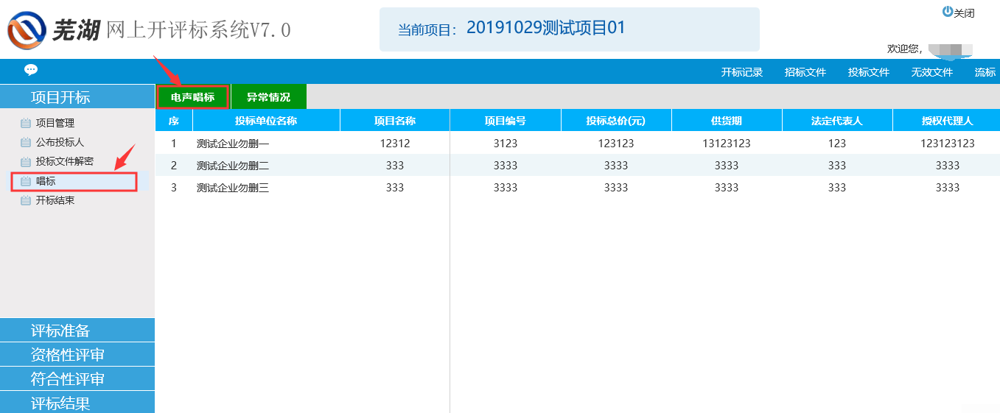 关闭
芜湖 网上开评标系统V7.0
当前项目: 20191029测试项目01
欢迎您,
开标记录 招标文件 投标文件 无效文件 流标
项目开标
项目管理
公布投标人
投标文件解密
唱标
开标结束
评标准备
资格性评审
符合性评审
评标结果
电声唱标 异常情况
序 投标单位名称 项目名称 项目编号 投标总价(元) 供货期 法定代表人 授权代理人
1 测试企业勿删一 12312 3123 123123 13123123 123 123123123
2 测试企业勿删二 333 3333 3333 3333 333 3333
3 测试企业勿删三 333 3333 3333 3333 333 3333